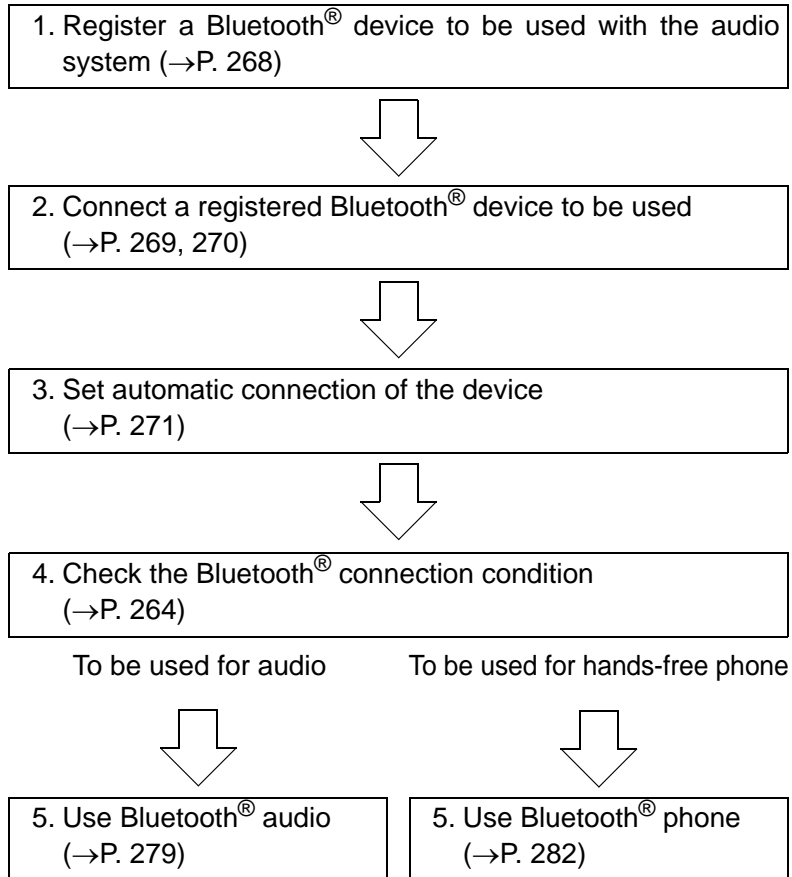 1. Register a Bluetooth® device to be used with the audio
system (→P. 268)
2. Connect a registered Bluetooth® device to be used
(→P. 269, 270)
3. Set automatic connection of the device
(→P. 271)
4. Check the Bluetooth® connection condition
(→P. 264)
To be used for audio
To be used for hands-free phone
5. Use Bluetooth® audio
(→P. 279)
5. Use Bluetooth® phone
(→P. 282)